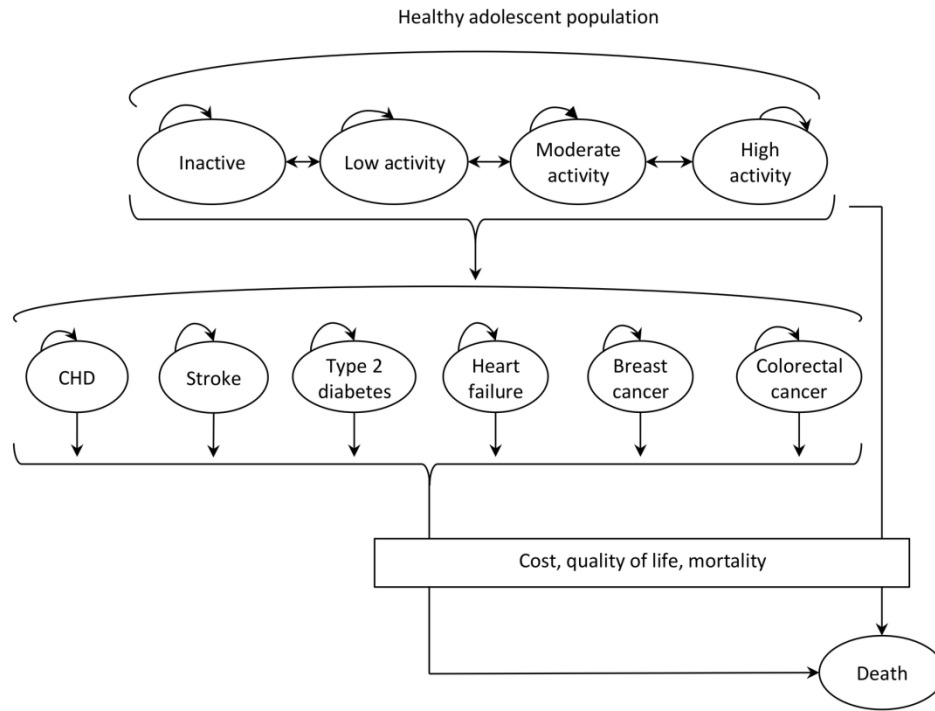 Healthy adolescent population
Inactive
Low activity
Moderate
activity
High
activity
CHD
Stroke
Type 2
diabetes
Heart
failure
Breast
cancer
Colorectal
cancer
Cost, quality of life, mortality
Death